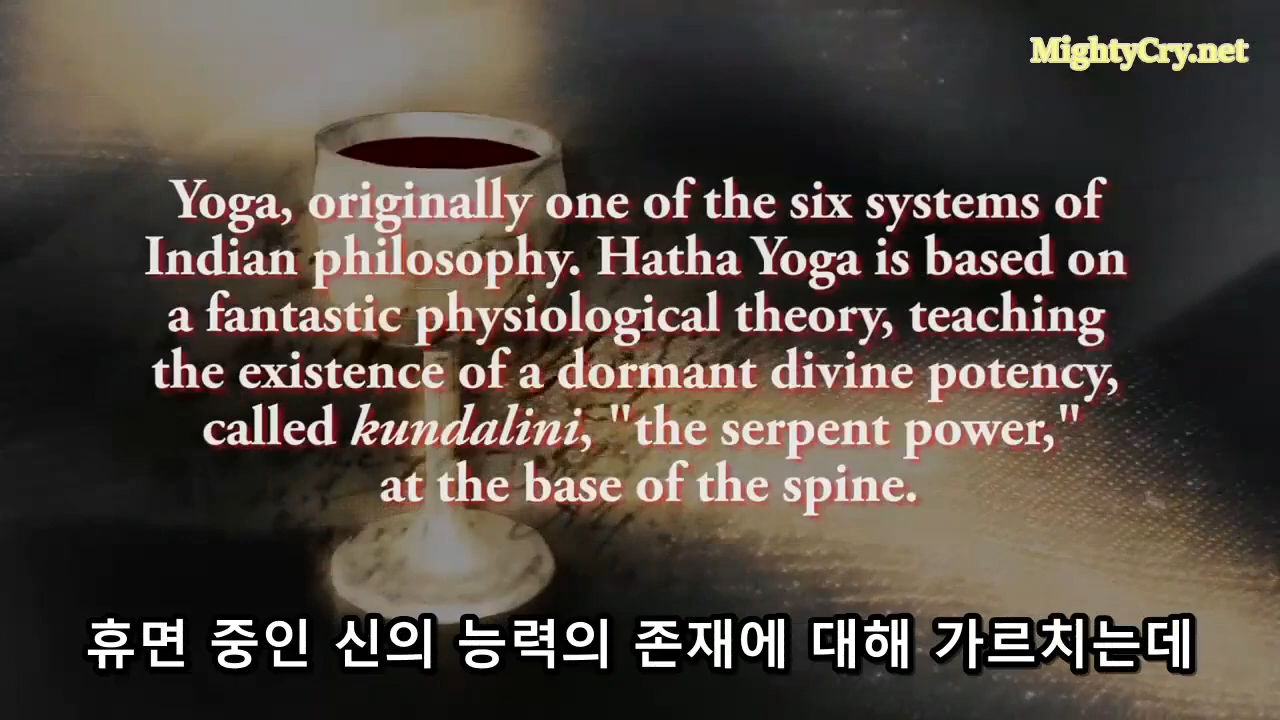 MightyCry.net
Yoga, originally one of the six systems of
Indian philosophy. Hatha Yoga is based on
a fantastic physiological theory, teaching
the existence of a dormant divine potency,
called kundalini, "the serpent power,"
at the base of the spine.
휴면 중인 신의 능력의 존재에 대해 가르치는데